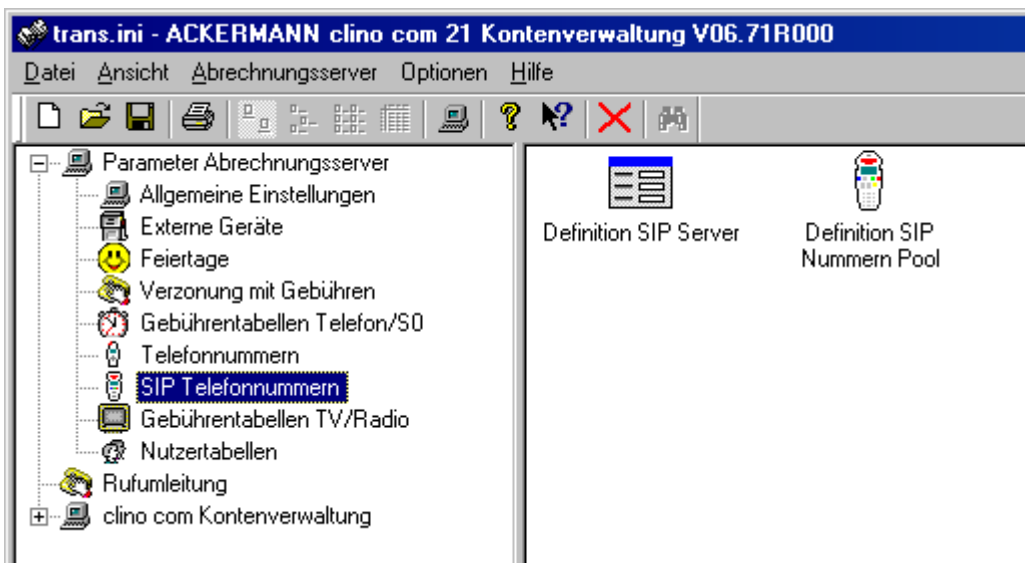 trans.ini - ACKERMANN clino com 21 Kontenverwaltung V06.71R000
Datei Ansicht Abrechnungsserver Optionen Hilfe
Parameter Abrechnungsserver
Allgemeine Einstellungen
Externe Geräte
Feiertage
Verzonung mit Gebühren
Gebührentabellen Telefon/S0
Telefonnummern
SIP Telefonnummern
Gebührentabellen TV/Radio
Nutzertabellen
Rufumleitung
clino com Kontenverwaltung
Definition SIP Server
Definition SIP
Nummern Pool